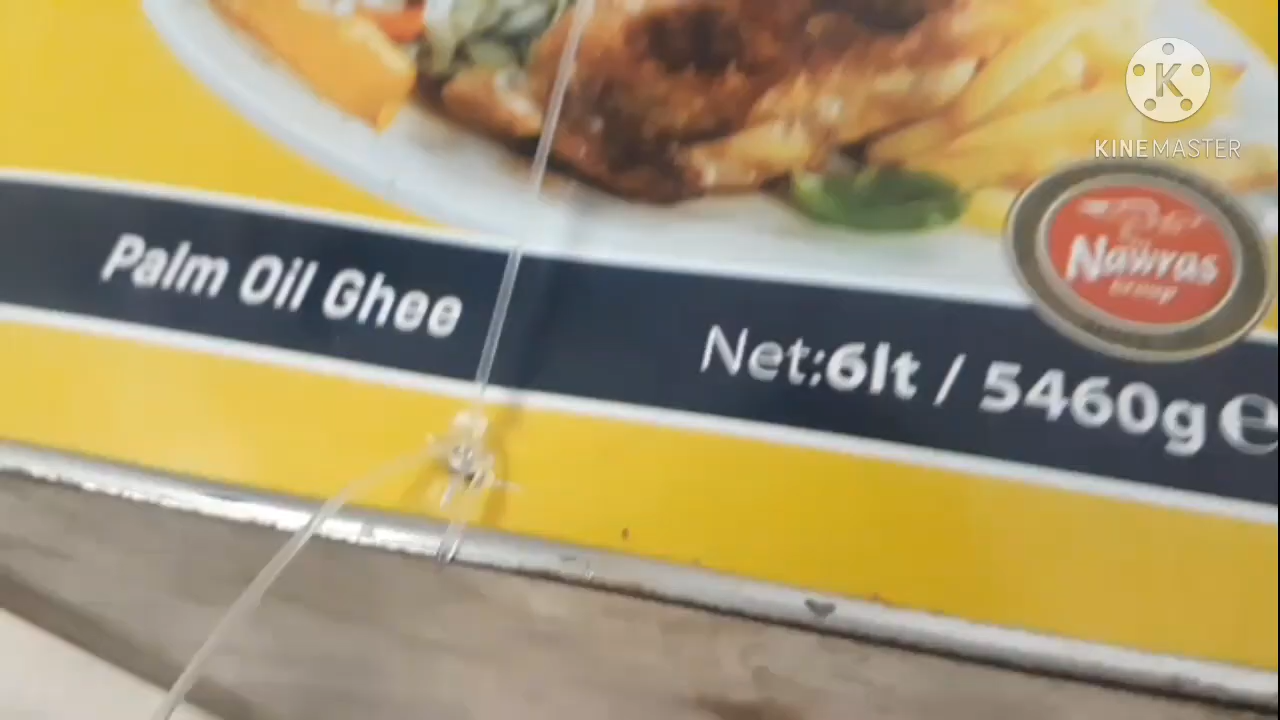 K
KINEMASTER
Nawras
Palm Oil Ghee
Net:6lt / 5460g e